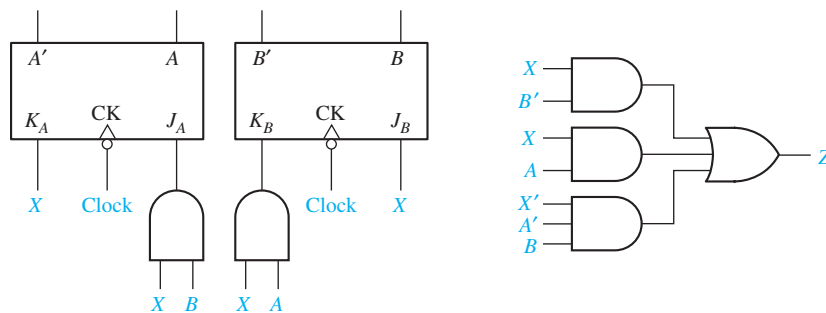 A′ A B′ B
K_A CK J_A K_B CK J_B
X Clock Clock X
X B X A
X
B′
X
A
X′
A′
B
Z